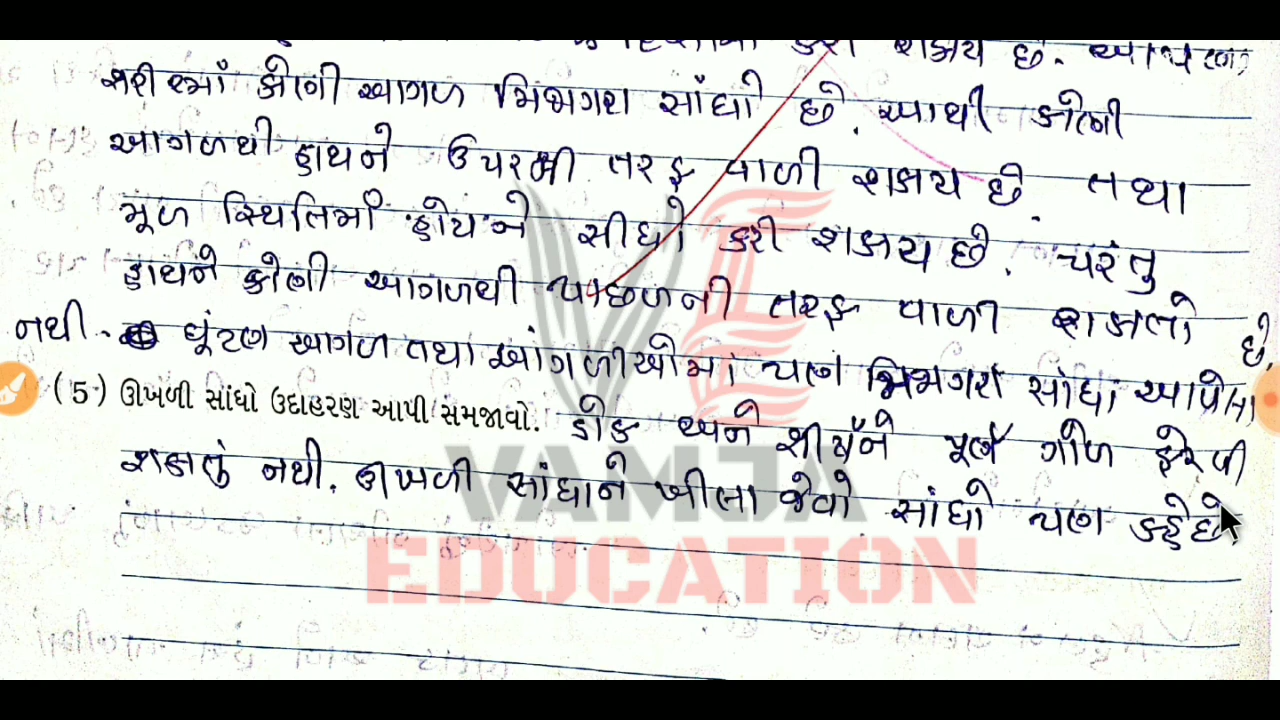 શકાય છે. આપણા
શરીરમાં કોણી આગળ મિજાગરા સાંધો છે. આથી કોણી
આગળથી હાથને ઉપરની તરફ વાળી શકાય છે. તથા
મૂળ સ્થિતિમાં હાથને સીધો કરી શકાય છે. પરંતુ
હાથને કોણી આગળથી પાછળની તરફ વાળી શકાતો
નથી. ઘૂંટણ આગળ તથા આંગળીઓમાં પણ મિજાગરા સાંધા આવેલા છે.
(5) ઊખળી સાંધો ઉદાહરણ આપી સમજાવો. ડોક અને શીર્ષને પૂર્ણ ગોળ ફેરવી
શકાતું નથી. ઊખળી સાંધાને ખીલા જેવો સાંધો પણ કહે છે.
VAMJA
EDUCATION